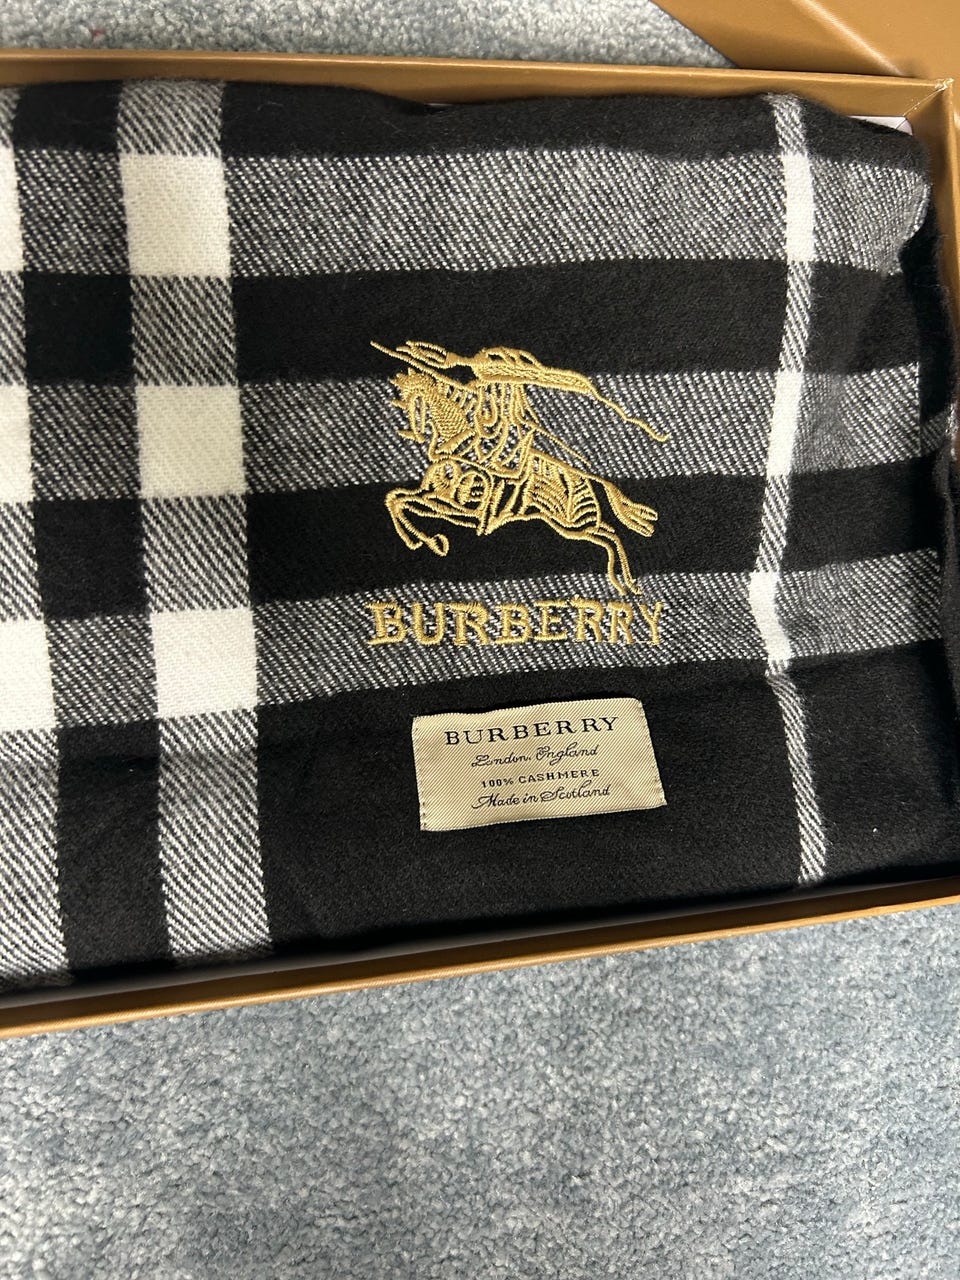 BURBERRY
BURBERRY
London, England
100% CASHMERE
Made in Scotland